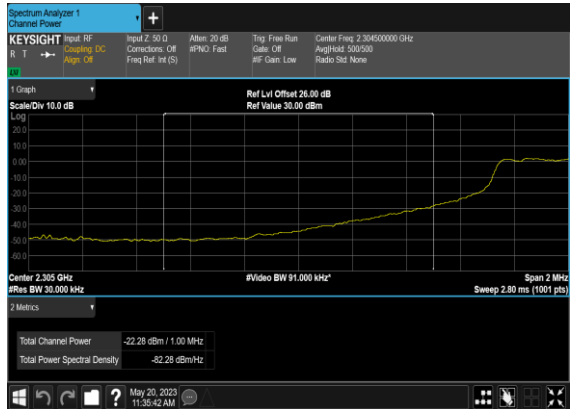 Spectrum Analyzer 1
Channel Power
+
KEYSIGHT Input: RF Input Z: 50 Ω Atten: 20 dB Trig: Free Run Center Freq: 2.304500000 GHz
R T Coupling: DC Corrections: Off #PNO: Fast Gate: Off Avg|Hold: 500/500
Align: Off Freq Ref: Int (S) #IF Gain: Low Radio Std: None
LXI
1 Graph Ref Lvl Offset 26.00 dB
Scale/Div 10.0 dB Ref Value 30.00 dBm
Log
20.0
10.0
0.00
-10.0
-20.0
-30.0
-40.0
-50.0
-60.0
Center 2.305 GHz #Video BW 91.000 kHz* Span 2 MHz
#Res BW 30.000 kHz Sweep 2.80 ms (1001 pts)
2 Metrics
Total Channel Power -22.28 dBm / 1.00 MHz
Total Power Spectral Density -82.28 dBm/Hz
? May 20, 2023
11:35:42 AM